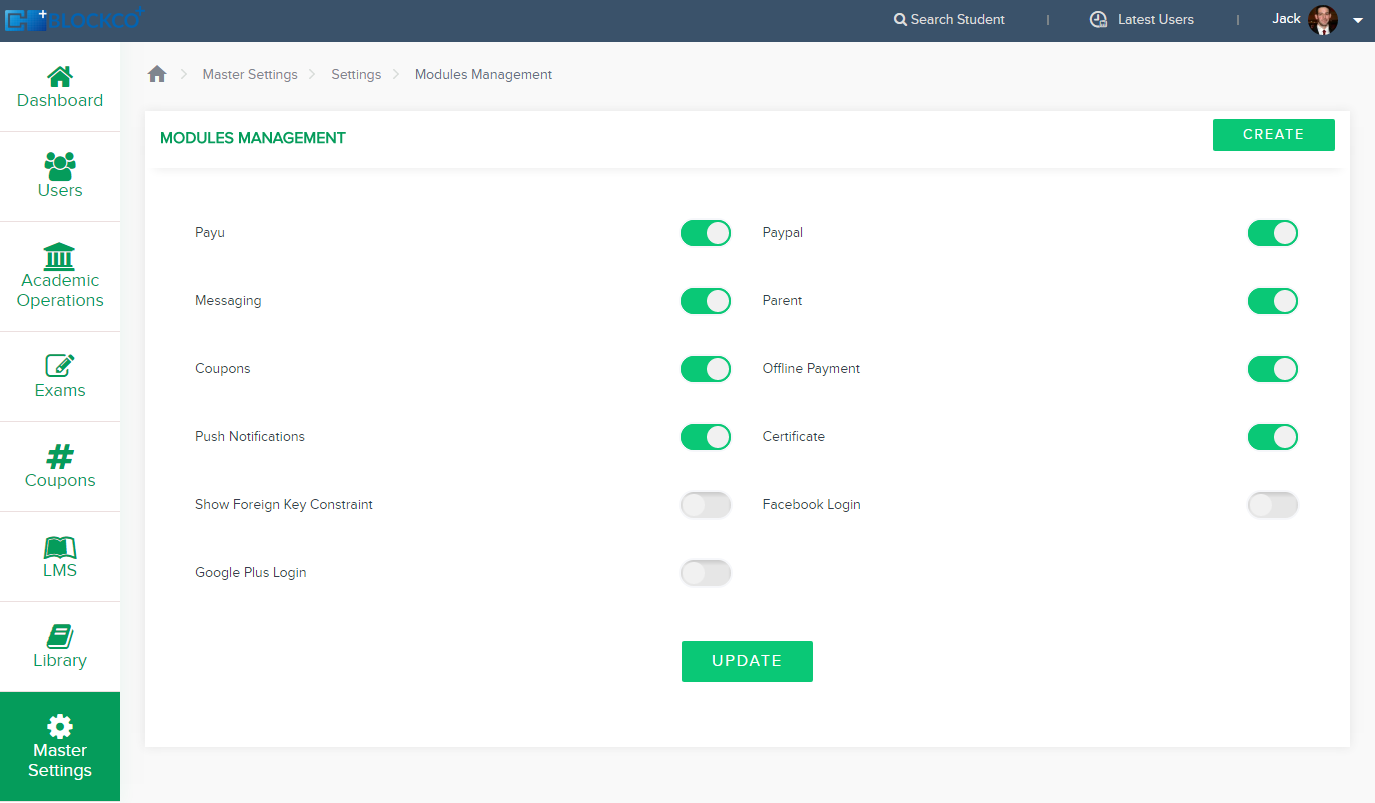 BLOCKCO
Search Student | Latest Users | Jack
Dashboard
Users
Academic
Operations
Exams
# Coupons
LMS
Library
Master
Settings
Master Settings
Settings
Modules Management
MODULES MANAGEMENT
CREATE
Payu
Paypal
Messaging
Parent
Coupons
Offline Payment
Push Notifications
Certificate
Show Foreign Key Constraint
Facebook Login
Google Plus Login
UPDATE